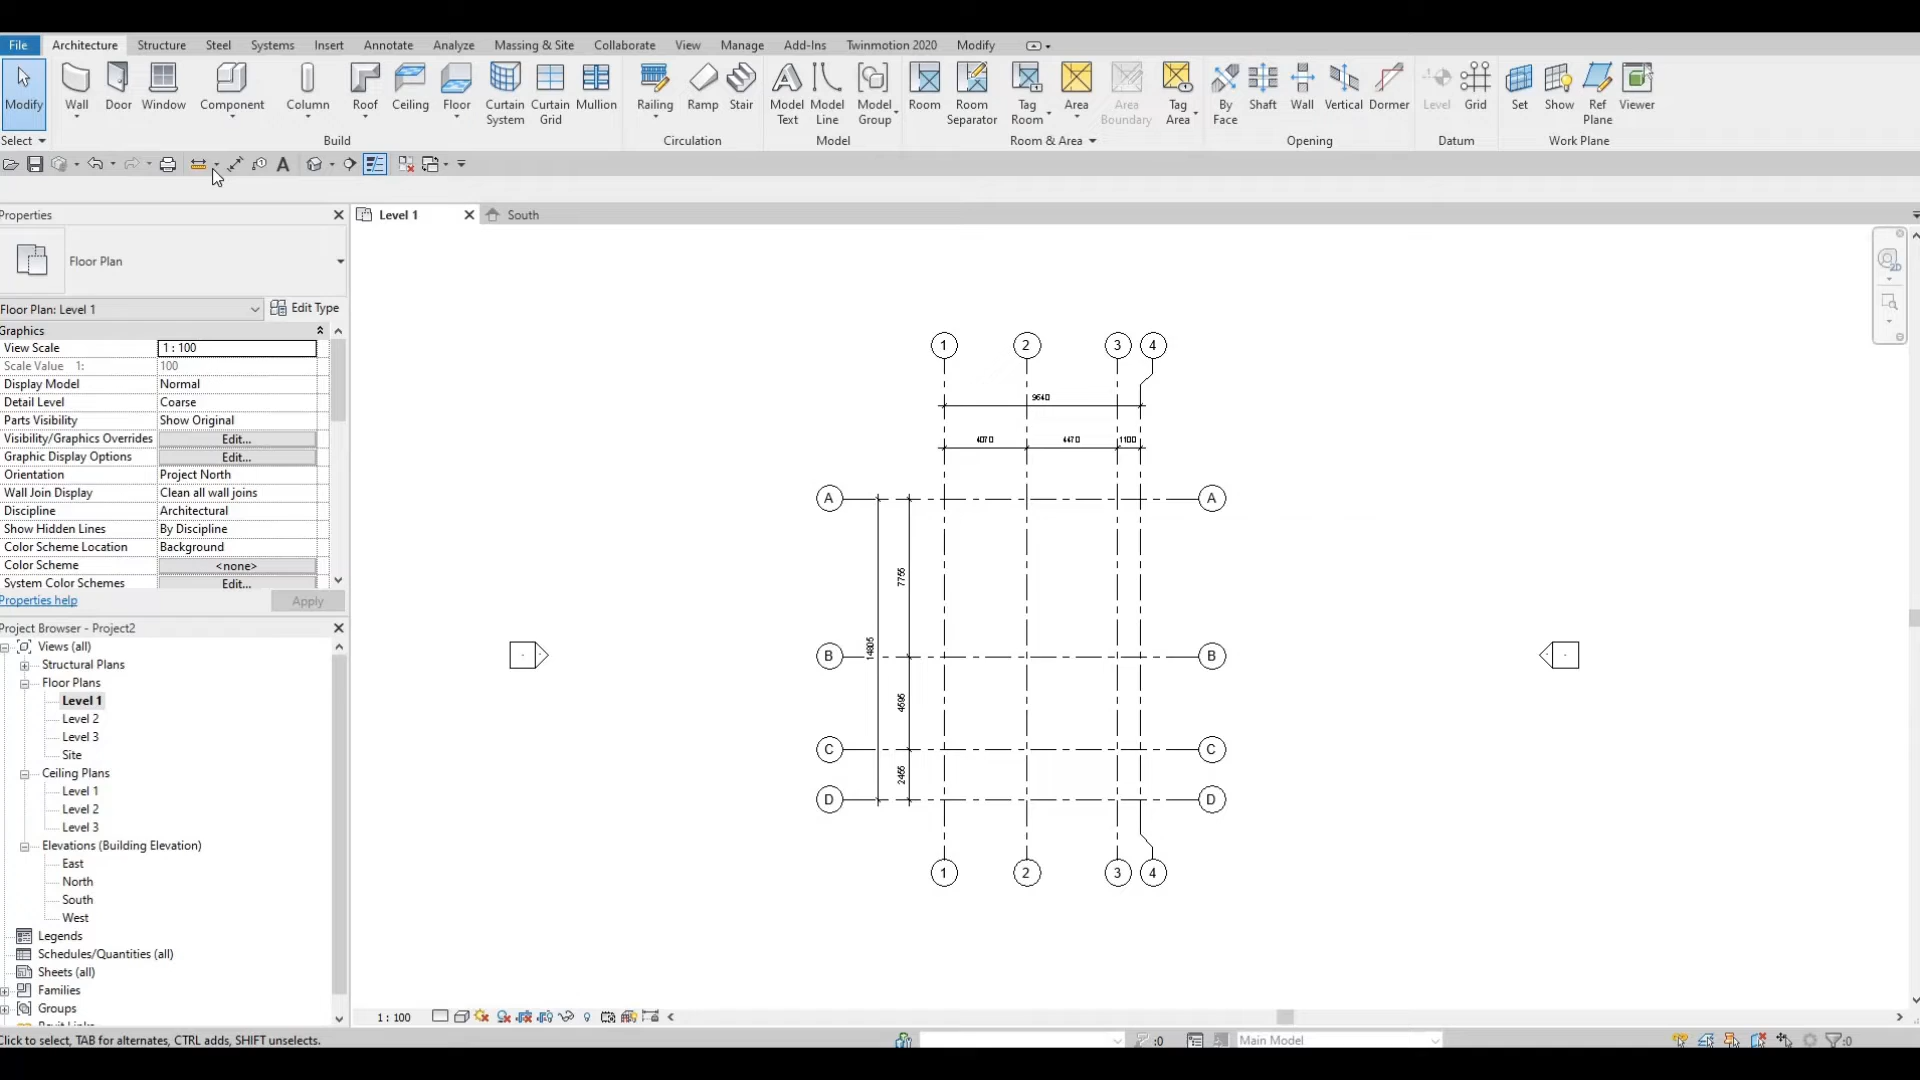 File Architecture Structure Steel Systems Insert Annotate Analyze Massing & Site Collaborate View Manage Add-Ins Twinmotion 2020 Modify
Modify Wall Door Window Component Column Roof Ceiling Floor Curtain System Curtain Grid Mullion Railing Ramp Stair Model Text Model Line Model Group Room Room Separator Tag Room Area Area Boundary Tag Area By Face Shaft Wall Vertical Dormer Level Grid Set Show Ref Plane Viewer
Select Build Circulation Model Room & Area Opening Datum Work Plane
Properties
Level 1 South
Floor Plan
Floor Plan: Level 1 Edit Type
Graphics
View Scale 1 : 100
Scale Value 1: 100
Display Model Normal
Detail Level Coarse
Parts Visibility Show Original
Visibility/Graphics Overrides Edit...
Graphic Display Options Edit...
Orientation Project North
Wall Join Display Clean all wall joins
Discipline Architectural
Show Hidden Lines By Discipline
Color Scheme Location Background
Color Scheme <none>
System Color Schemes Edit...
Properties help Apply
Project Browser - Project2
Views (all)
Structural Plans
Floor Plans
Level 1
Level 2
Level 3
Site
Ceiling Plans
Level 1
Level 2
Level 3
Elevations (Building Elevation)
East
North
South
West
Legends
Schedules/Quantities (all)
Sheets (all)
Families
Groups
1 2 3 4
9640
4070 4470 1100
A A
7755
B B
14805
4595
C C
2455
D D
1 2 3 4
1 : 100
Click to select, TAB for alternates, CTRL adds, SHIFT unselects. :0 Main Model :0